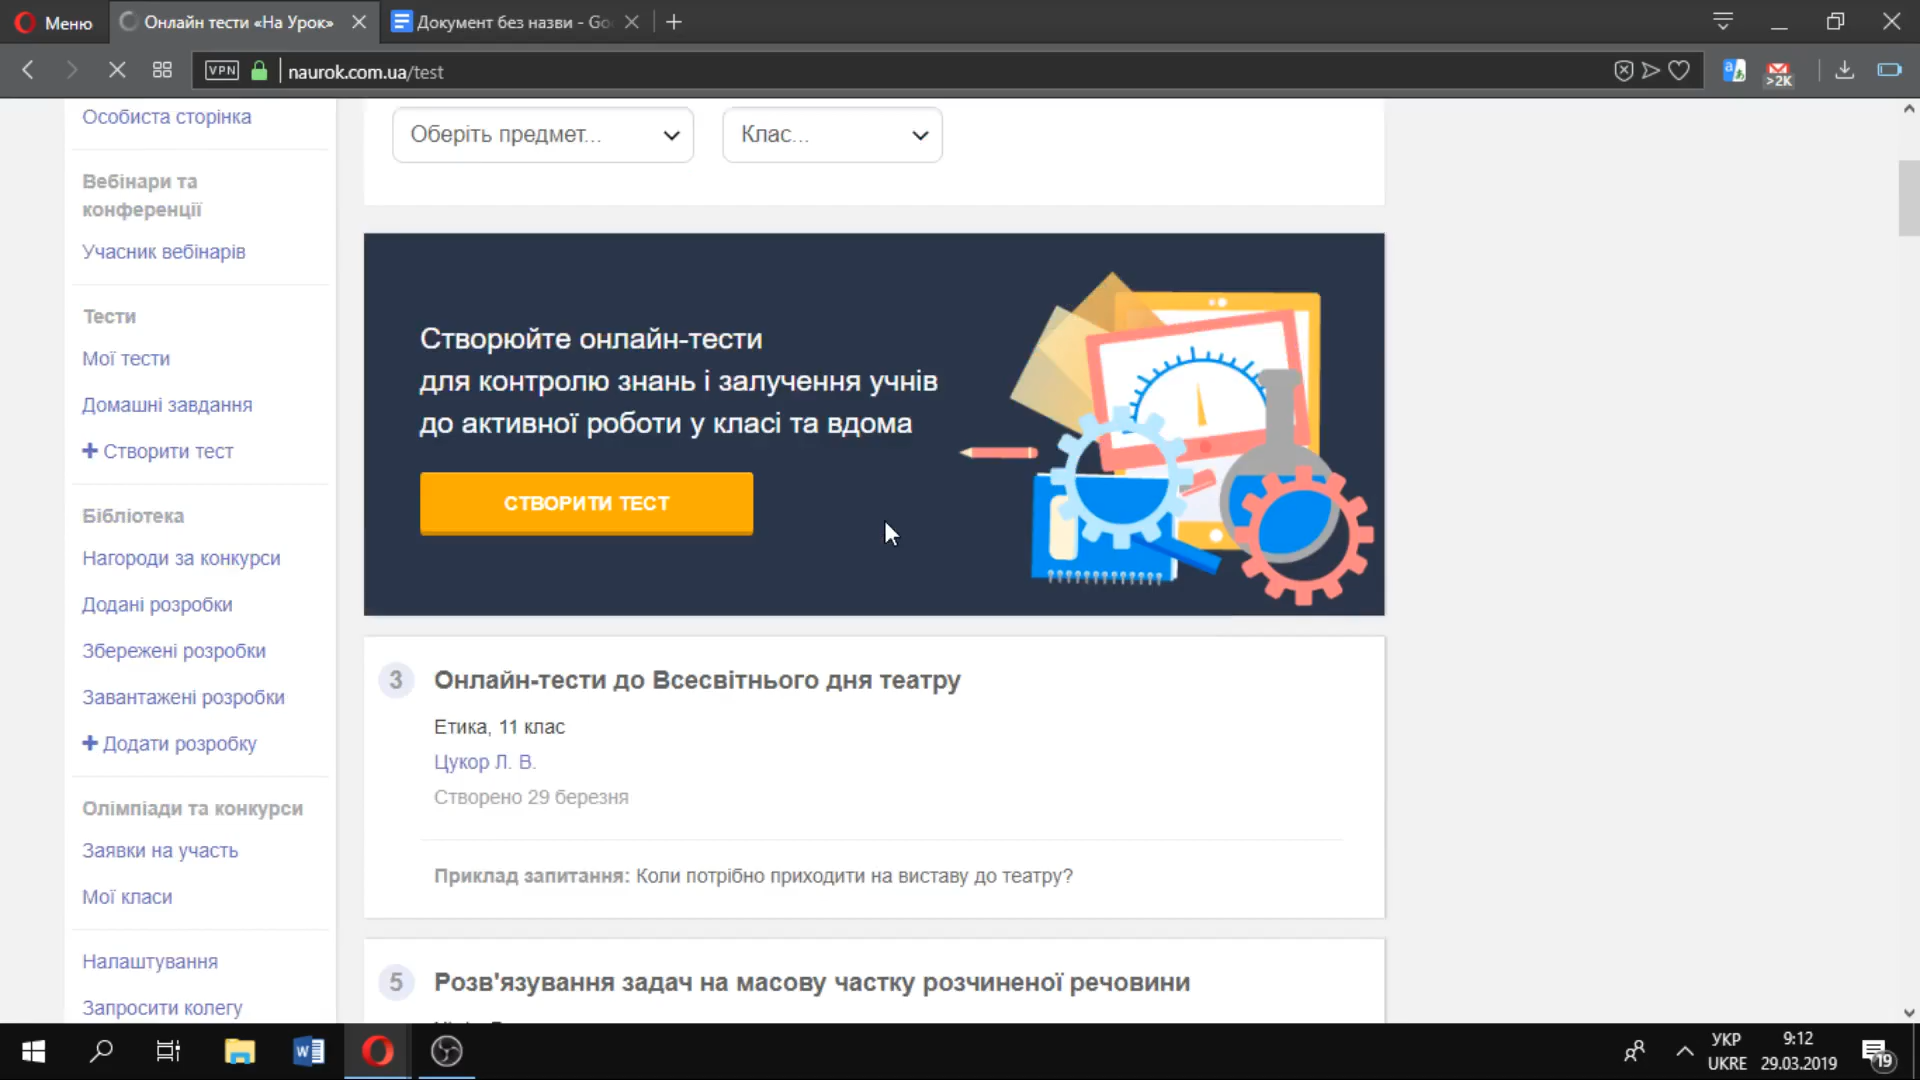 Меню
Онлайн тести «На Урок»
Документ без назви - Go
VPN
naurok.com.ua/test
>2K
Особиста сторінка
Вебінари та
конференції
Учасник вебінарів
Тести
Мої тести
Домашні завдання
+ Створити тест
Бібліотека
Нагороди за конкурси
Додані розробки
Збережені розробки
Завантажені розробки
+ Додати розробку
Олімпіади та конкурси
Заявки на участь
Мої класи
Налаштування
Запросити колегу
Оберіть предмет...
Клас...
Створюйте онлайн-тести
для контролю знань і залучення учнів
до активної роботи у класі та вдома
СТВОРИТИ ТЕСТ
3
Онлайн-тести до Всесвітнього дня театру
Етика, 11 клас
Цукор Л. В.
Створено 29 березня
Приклад запитання: Коли потрібно приходити на виставу до театру?
5
Розв'язування задач на масову частку розчиненої речовини
УКР
UKRE
9:12
29.03.2019
19